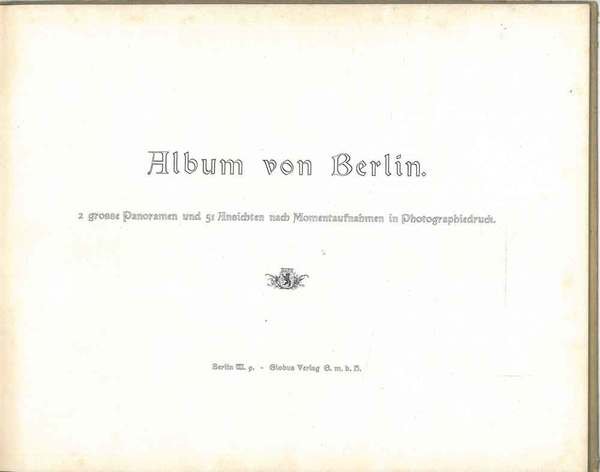 Album von Berlin.
2 grosse Panoramen und 51 Ansichten nach Momentaufnahmen in Photographiedruck.
Berlin W. 9. - Globus Verlag G. m. b. H.